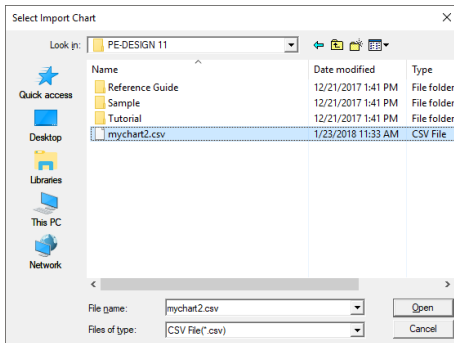 Select Import Chart
Look in: PE-DESIGN 11
Name Date modified Type
Reference Guide 12/21/2017 1:41 PM File folder
Sample 12/21/2017 1:41 PM File folder
Tutorial 12/21/2017 1:41 PM File folder
mychart2.csv 1/23/2018 11:33 AM CSV File
Quick access
Desktop
Libraries
This PC
Network
File name: mychart2.csv Open
Files of type: CSV File(*.csv) Cancel